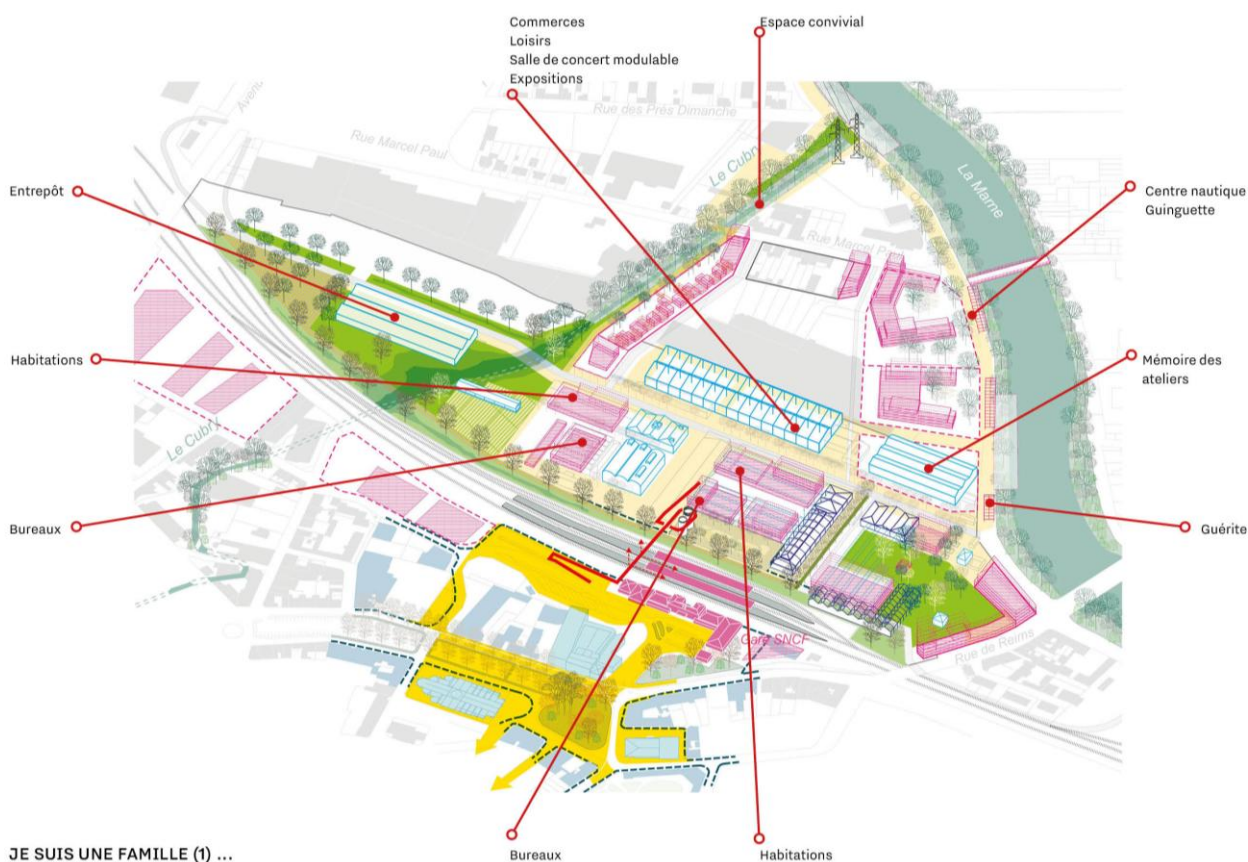 Commerces
Loisirs
Salle de concert modulable
Expositions
Espace convivial
Rue des Prés Dimanche
Rue Marcel Paul
Le Cubry
La Marne
Entrepôt
Centre nautique
Guinguette
Rue Marcel
Habitations
Mémoire des
ateliers
Le Cubry
Bureaux
Guérite
Gare SNCF
Rue de Reims
JE SUIS UNE FAMILLE (1) ...
Bureaux
Habitations